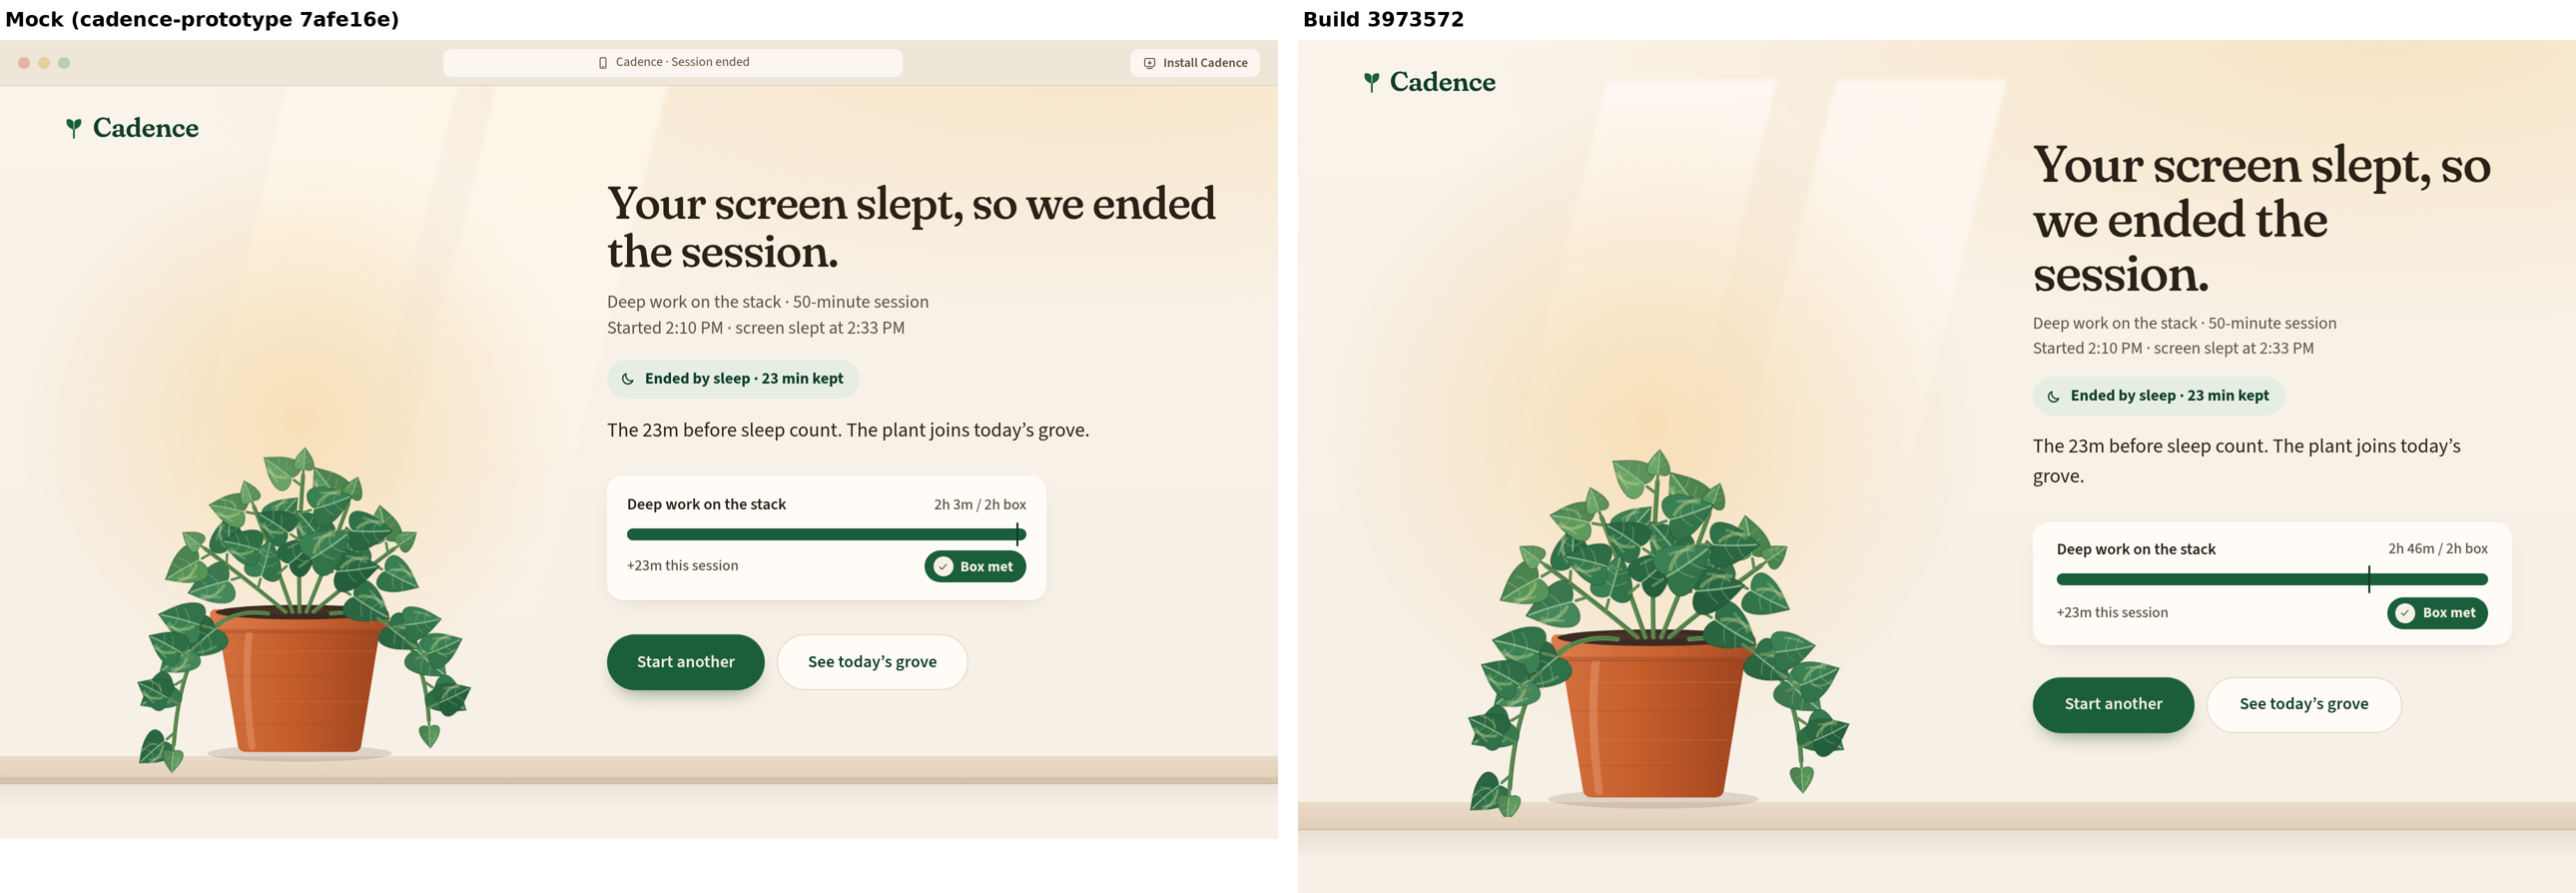 Mock (cadence-prototype 7afe16e)
Cadence · Session ended
Install Cadence
Cadence
Your screen slept, so we ended
the session.
Deep work on the stack · 50-minute session
Started 2:10 PM · screen slept at 2:33 PM
Ended by sleep · 23 min kept
The 23m before sleep count. The plant joins today’s grove.
Deep work on the stack
2h 3m / 2h box
+23m this session
Box met
Start another
See today’s grove
Build 3973572
Cadence
Your screen slept, so
we ended the
session.
Deep work on the stack · 50-minute session
Started 2:10 PM · screen slept at 2:33 PM
Ended by sleep · 23 min kept
The 23m before sleep count. The plant joins today’s
grove.
Deep work on the stack
2h 46m / 2h box
+23m this session
Box met
Start another
See today’s grove